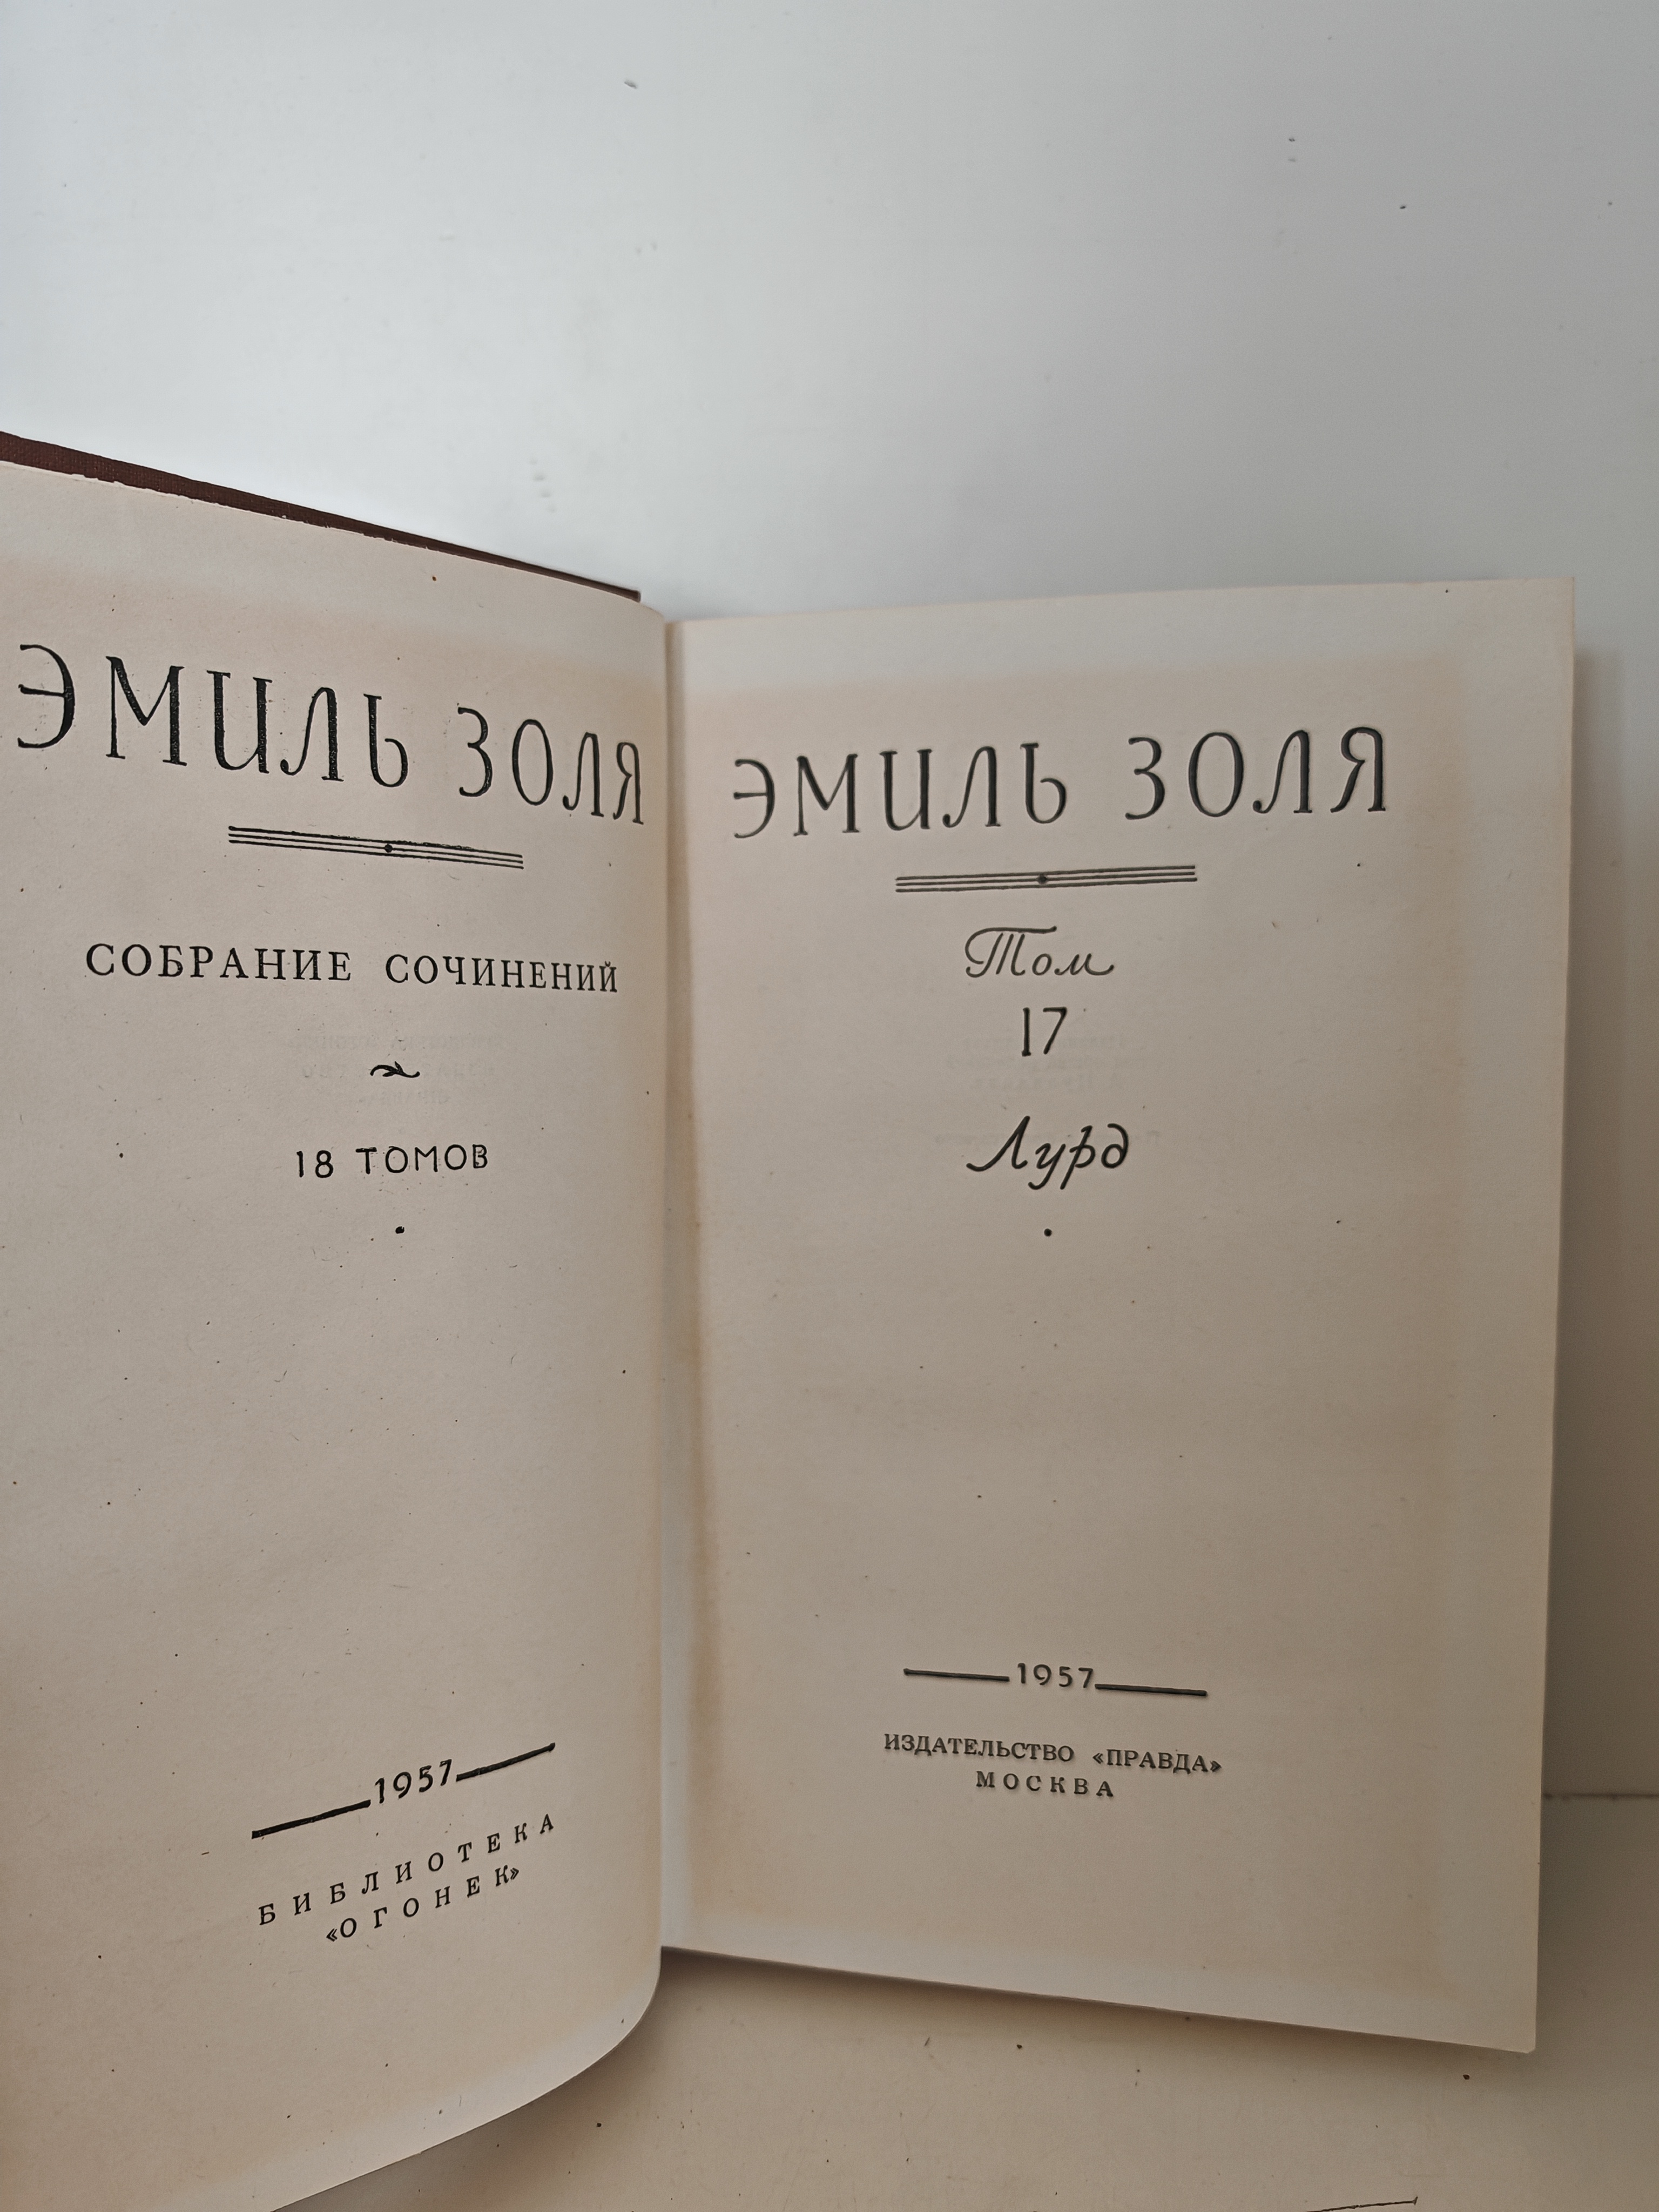 ЭМИЛЬ ЗОЛЯ
СОБРАНИЕ СОЧИНЕНИЙ
18 ТОМОВ
1957
БИБЛИОТЕКА
«ОГОНЕК»
ЭМИЛЬ ЗОЛЯ
Том
17
Лурд
1957
ИЗДАТЕЛЬСТВО «ПРАВДА»
МОСКВА